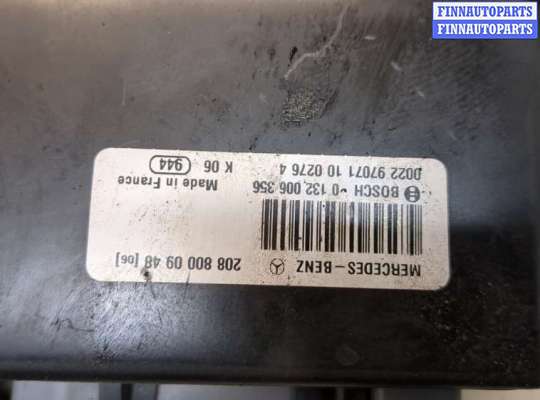 FINNAUTOPARTS
FINNAUTOPARTS
MERCEDES-BENZ
208 800 09 48 [06]
BOSCH 0 132 006 356
D022 97071 10 0276 4
K 06 944
Made in France